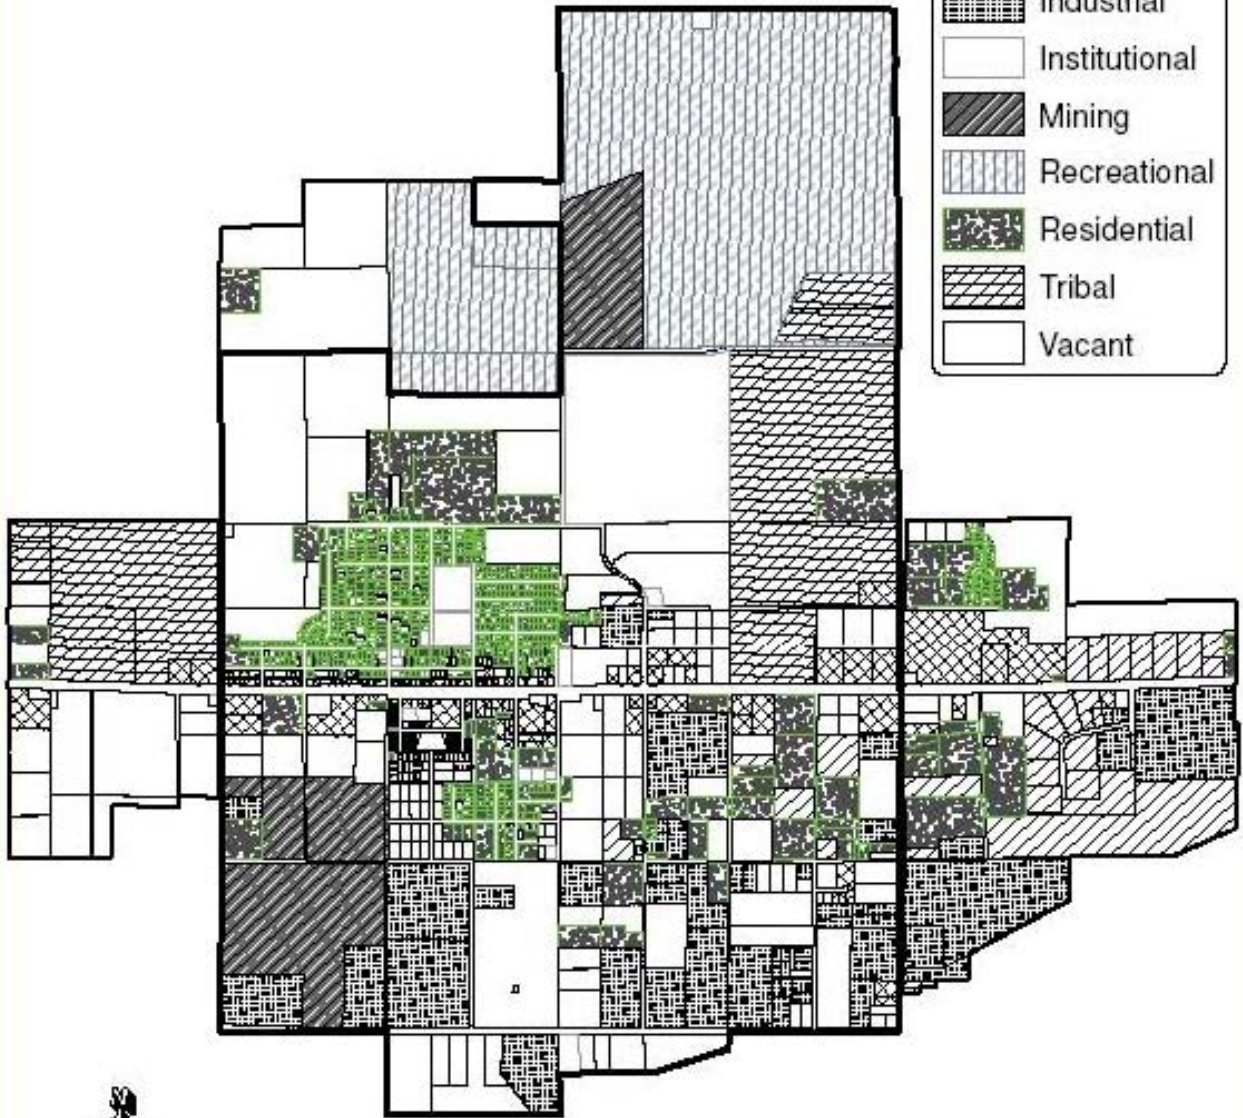 Industrial
Institutional
Mining
Recreational
Residential
Tribal
Vacant